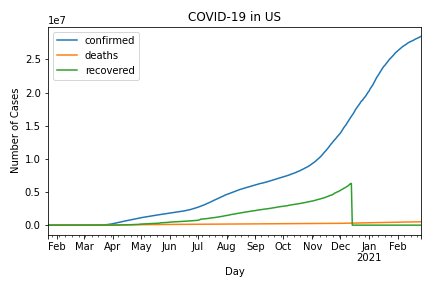 COVID-19 in US
1e7
confirmed
deaths
recovered
2.5
2.0
1.5
1.0
0.5
0.0
Number of Cases
Feb Mar Apr May Jun Jul Aug Sep Oct Nov Dec Jan Feb
2021
Day